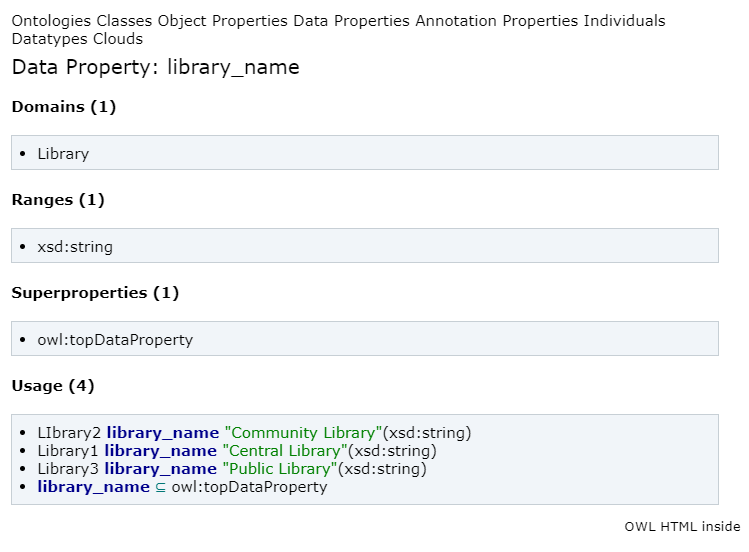 Ontologies Classes Object Properties Data Properties Annotation Properties Individuals
Datatypes Clouds
Data Property: library_name
Domains (1)
• Library
Ranges (1)
• xsd:string
Superproperties (1)
• owl:topDataProperty
Usage (4)
• LIbrary2 library_name "Community Library"(xsd:string)
• Library1 library_name "Central Library"(xsd:string)
• Library3 library_name "Public Library"(xsd:string)
• library_name ⊆ owl:topDataProperty
OWL HTML inside